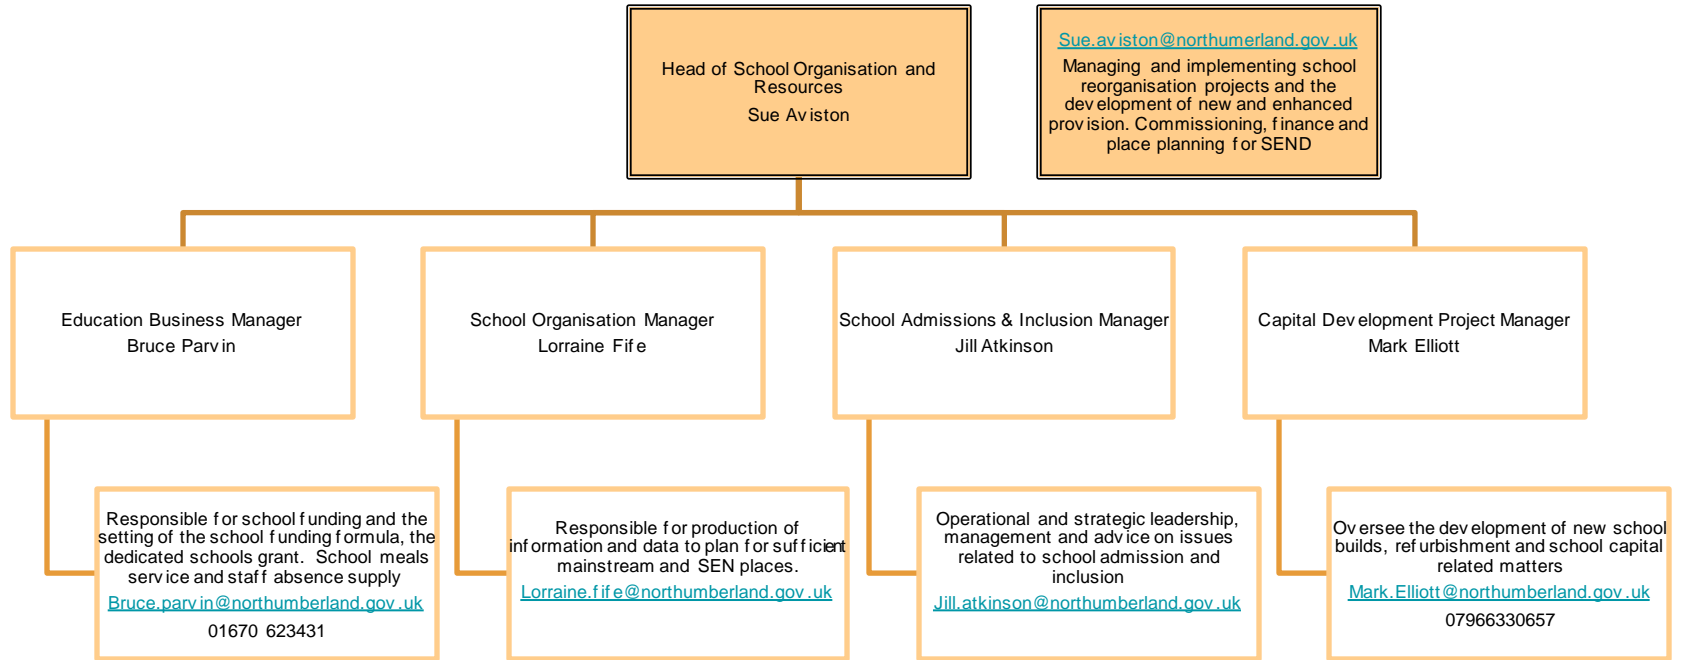 Head of School Organisation and
Resources
Sue Aviston
Sue.aviston@northumerland.gov.uk
Managing and implementing school
reorganisation projects and the
development of new and enhanced
provision. Commissioning, finance and
place planning for SEND
Education Business Manager
Bruce Parvin
School Organisation Manager
Lorraine Fife
School Admissions & Inclusion Manager
Jill Atkinson
Capital Development Project Manager
Mark Elliott
Responsible for school funding and the
setting of the school funding formula, the
dedicated schools grant. School meals
service and staff absence supply
Bruce.parvin@northumberland.gov.uk
01670 623431
Responsible for production of
information and data to plan for sufficient
mainstream and SEN places.
Lorraine.fife@northumberland.gov.uk
Operational and strategic leadership,
management and advice on issues
related to school admission and
inclusion
Jill.atkinson@northumberland.gov.uk
Oversee the development of new school
builds, refurbishment and school capital
related matters
Mark.Elliott@northumberland.gov.uk
07966330657